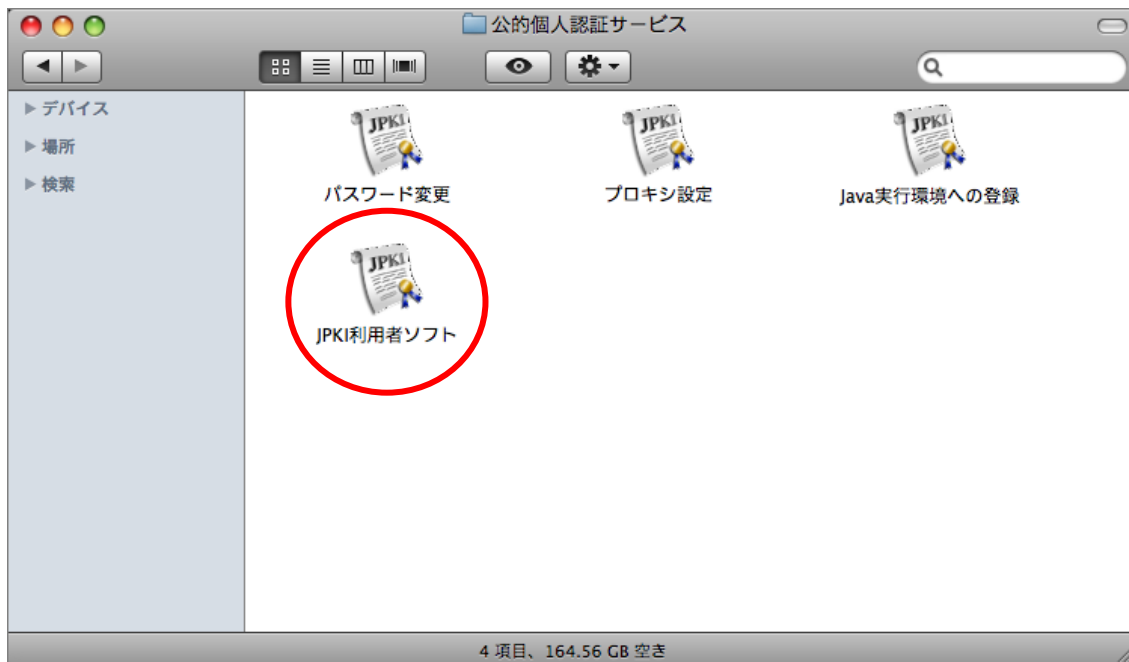 公的個人認証サービス
デバイス
場所
検索
JPKI
JPKI
JPKI
パスワード変更
プロキシ設定
Java実行環境への登録
JPKI
JPKI利用者ソフト
4 項目、164.56 GB 空き